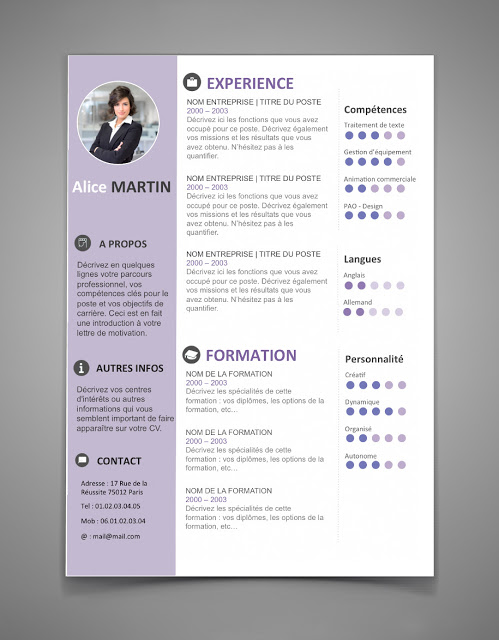 Alice MARTIN
A PROPOS
Décrivez en quelques
lignes votre parcours
professionnel, vos
compétences clés pour le
poste et vos objectifs de
carrière. Ceci est en fait
une introduction à votre
lettre de motivation.
AUTRES INFOS
Décrivez vos centres
d'intérêts ou autres
informations qui vous
semblent important de faire
apparaître sur votre CV.
CONTACT
Adresse : 17 Rue de la
Réussite 75012 Paris
Tel : 01.02.03.04.05
Mob : 06.01.02.03.04
@ : mail@mail.com
EXPERIENCE
NOM ENTREPRISE | TITRE DU POSTE
2000 – 2003
Décrivez ici les fonctions que vous avez
occupé pour ce poste. Décrivez également
vos missions et les résultats que vous
avez obtenu. N'hésitez pas à les
quantifier.
NOM ENTREPRISE | TITRE DU POSTE
2000 – 2003
Décrivez ici les fonctions que vous avez
occupé pour ce poste. Décrivez également
vos missions et les résultats que vous
avez obtenu. N'hésitez pas à les
quantifier.
NOM ENTREPRISE | TITRE DU POSTE
2000 – 2003
Décrivez ici les fonctions que vous avez
occupé pour ce poste. Décrivez également
vos missions et les résultats que vous
avez obtenu. N'hésitez pas à les
quantifier.
FORMATION
NOM DE LA FORMATION
2000 – 2003
Décrivez les spécialités de cette
formation : vos diplômes, les options de la
formation, etc…
NOM DE LA FORMATION
2000 – 2003
Décrivez les spécialités de cette
formation : vos diplômes, les options de la
formation, etc…
NOM DE LA FORMATION
2000 – 2003
Décrivez les spécialités de cette
formation : vos diplômes, les options de la
formation, etc…
Compétences
Traitement de texte
Gestion d'équipement
Animation commerciale
PAO - Design
Langues
Anglais
Allemand
Personnalité
Créatif
Dynamique
Organisé
Autonome